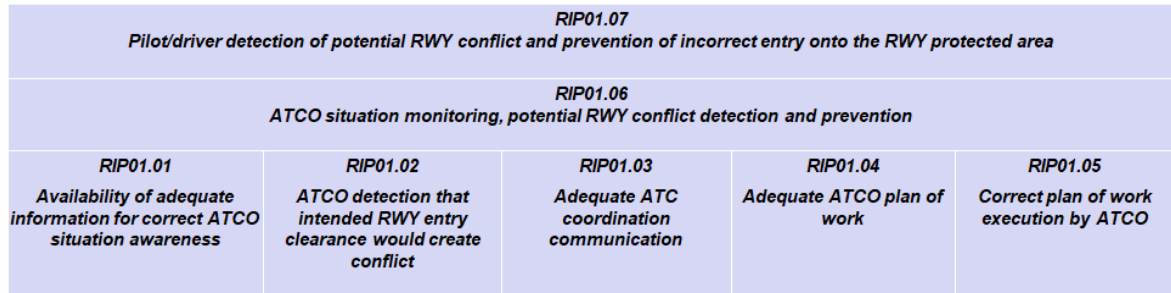 RIP01.07
Pilot/driver detection of potential RWY conflict and prevention of incorrect entry onto the RWY protected area
RIP01.06
ATCO situation monitoring, potential RWY conflict detection and prevention
RIP01.01
Availability of adequate
information for correct ATCO
situation awareness
RIP01.02
ATCO detection that
intended RWY entry
clearance would create
conflict
RIP01.03
Adequate ATC
coordination
communication
RIP01.04
Adequate ATCO plan of
work
RIP01.05
Correct plan of work
execution by ATCO